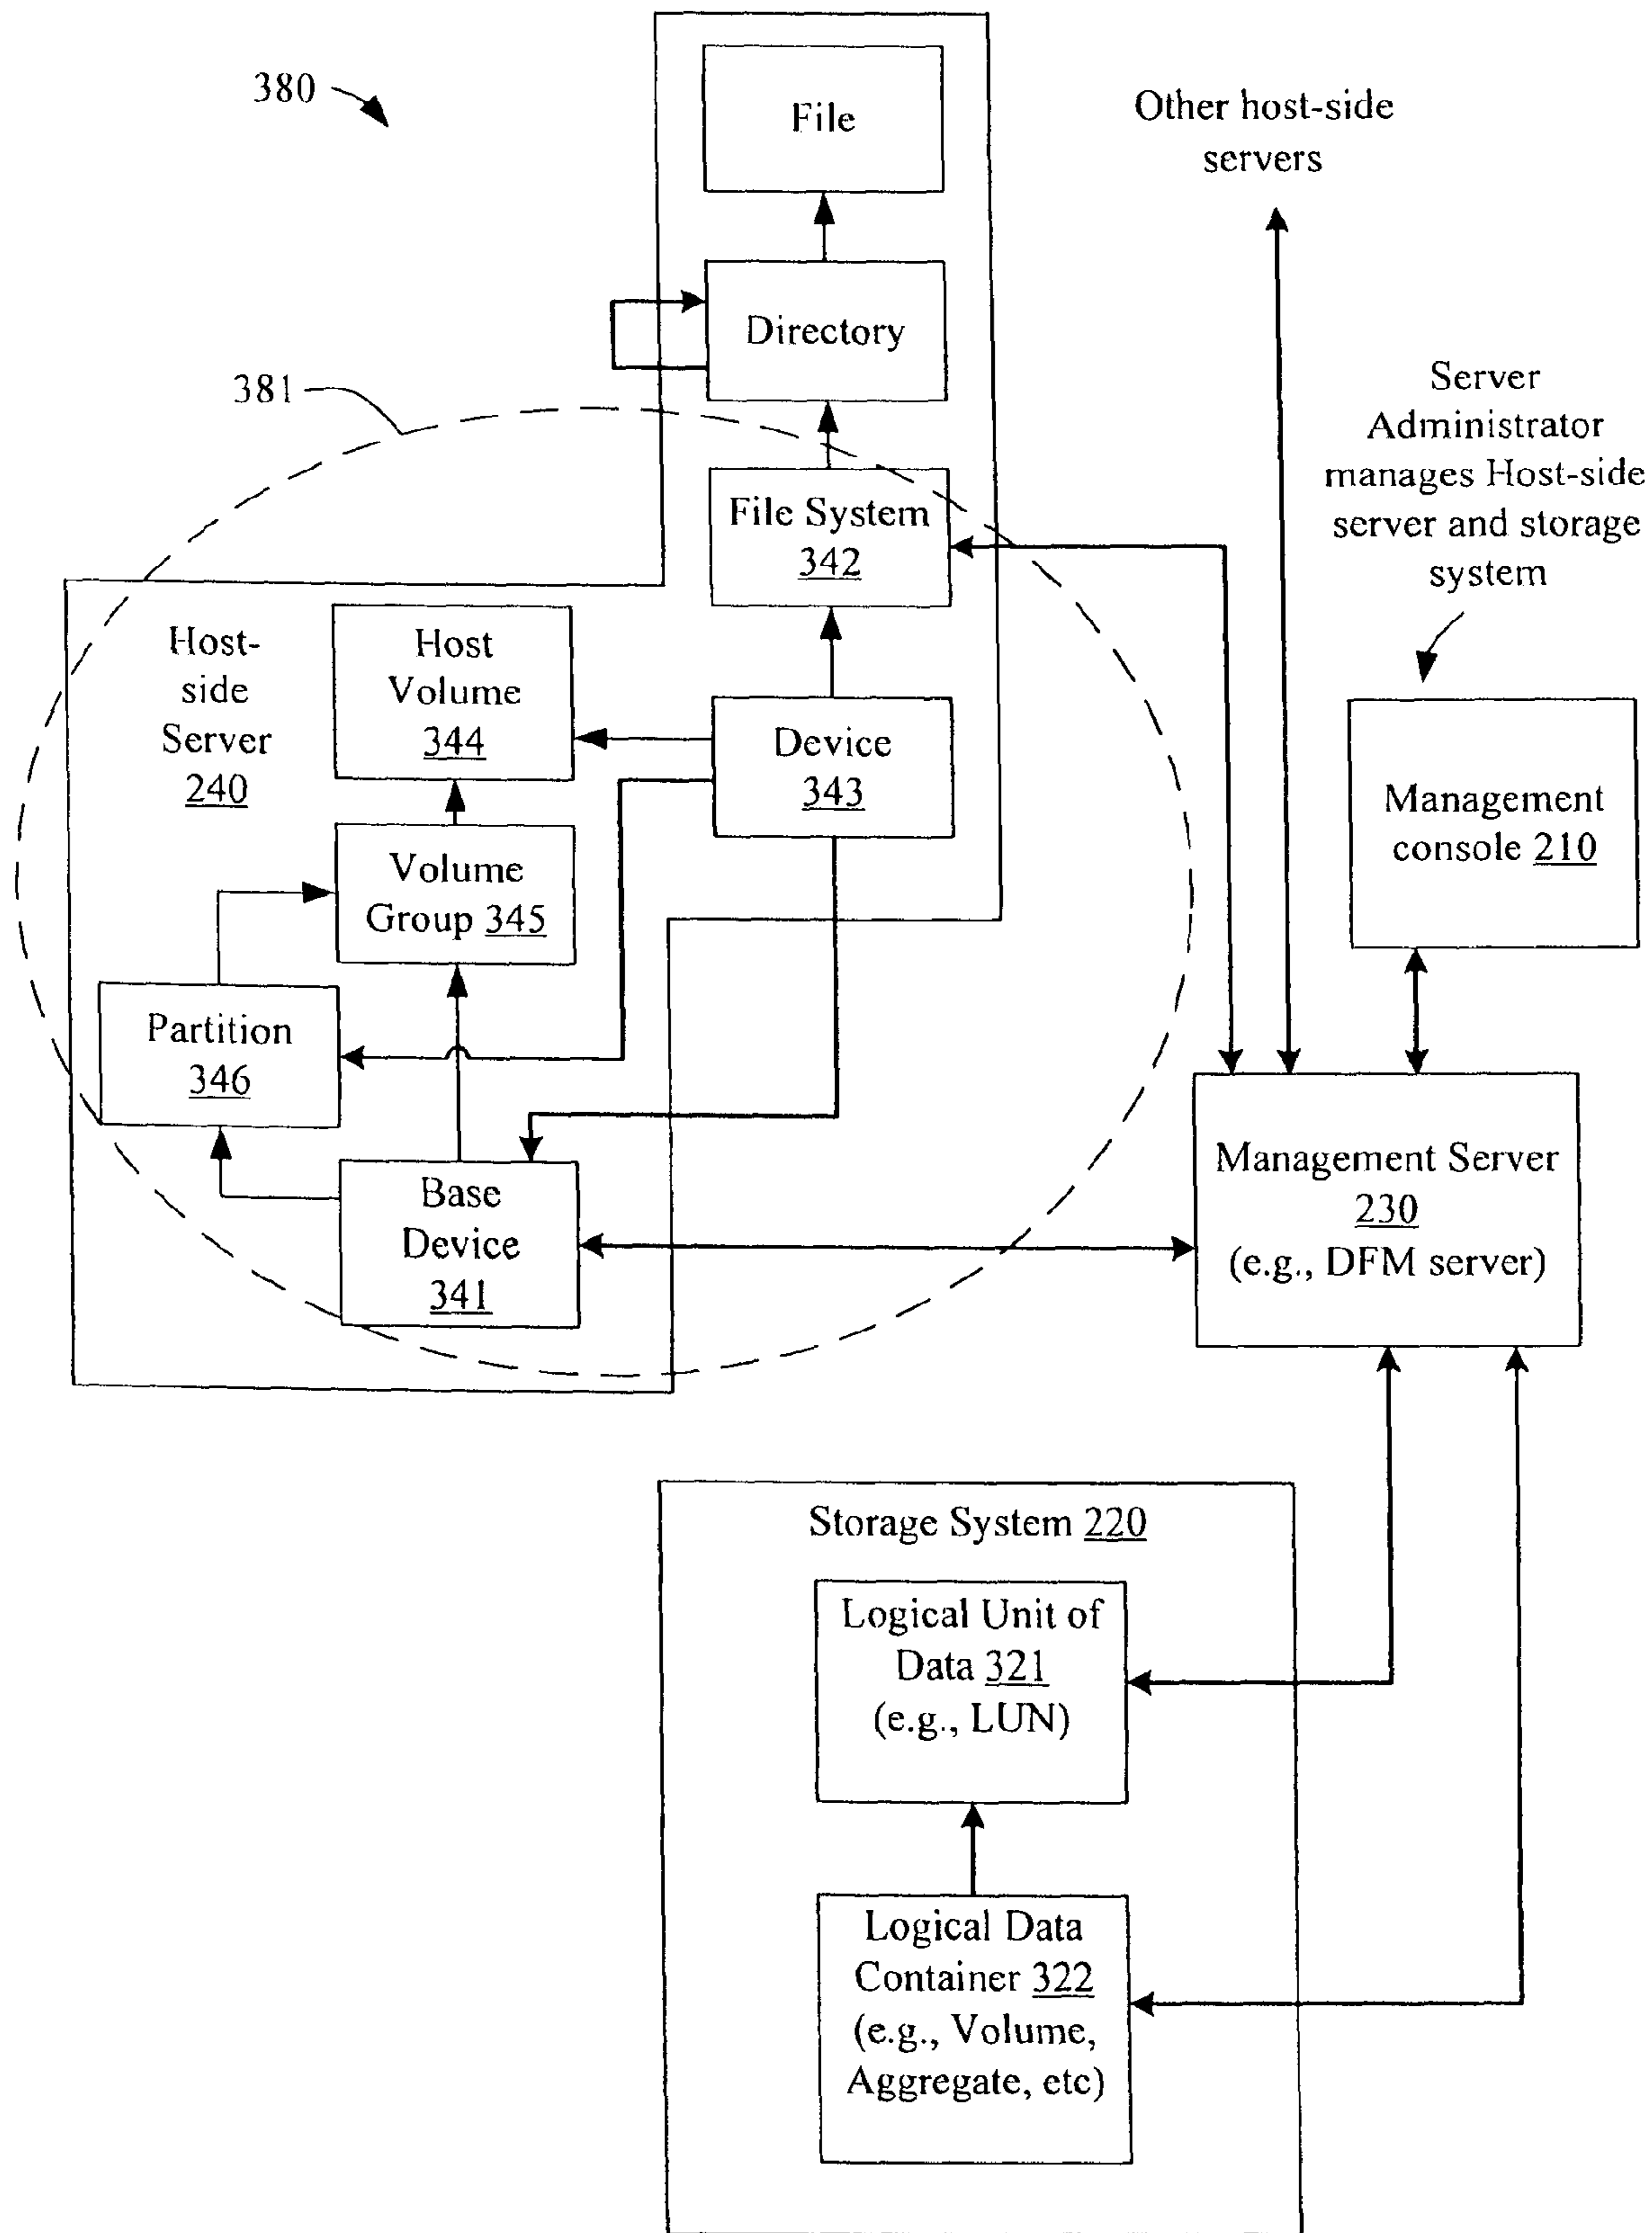 380
File
Other host-side
servers
Directory
381
Server
Administrator
manages Host-side
server and storage
system
File System
342
Host-
side
Server
240
Host
Volume
344
Device
343
Management
console 210
Volume
Group 345
Partition
346
Base
Device
341
Management Server
230
(e.g., DFM server)
Storage System 220
Logical Unit of
Data 321
(e.g., LUN)
Logical Data
Container 322
(e.g., Volume,
Aggregate, etc)